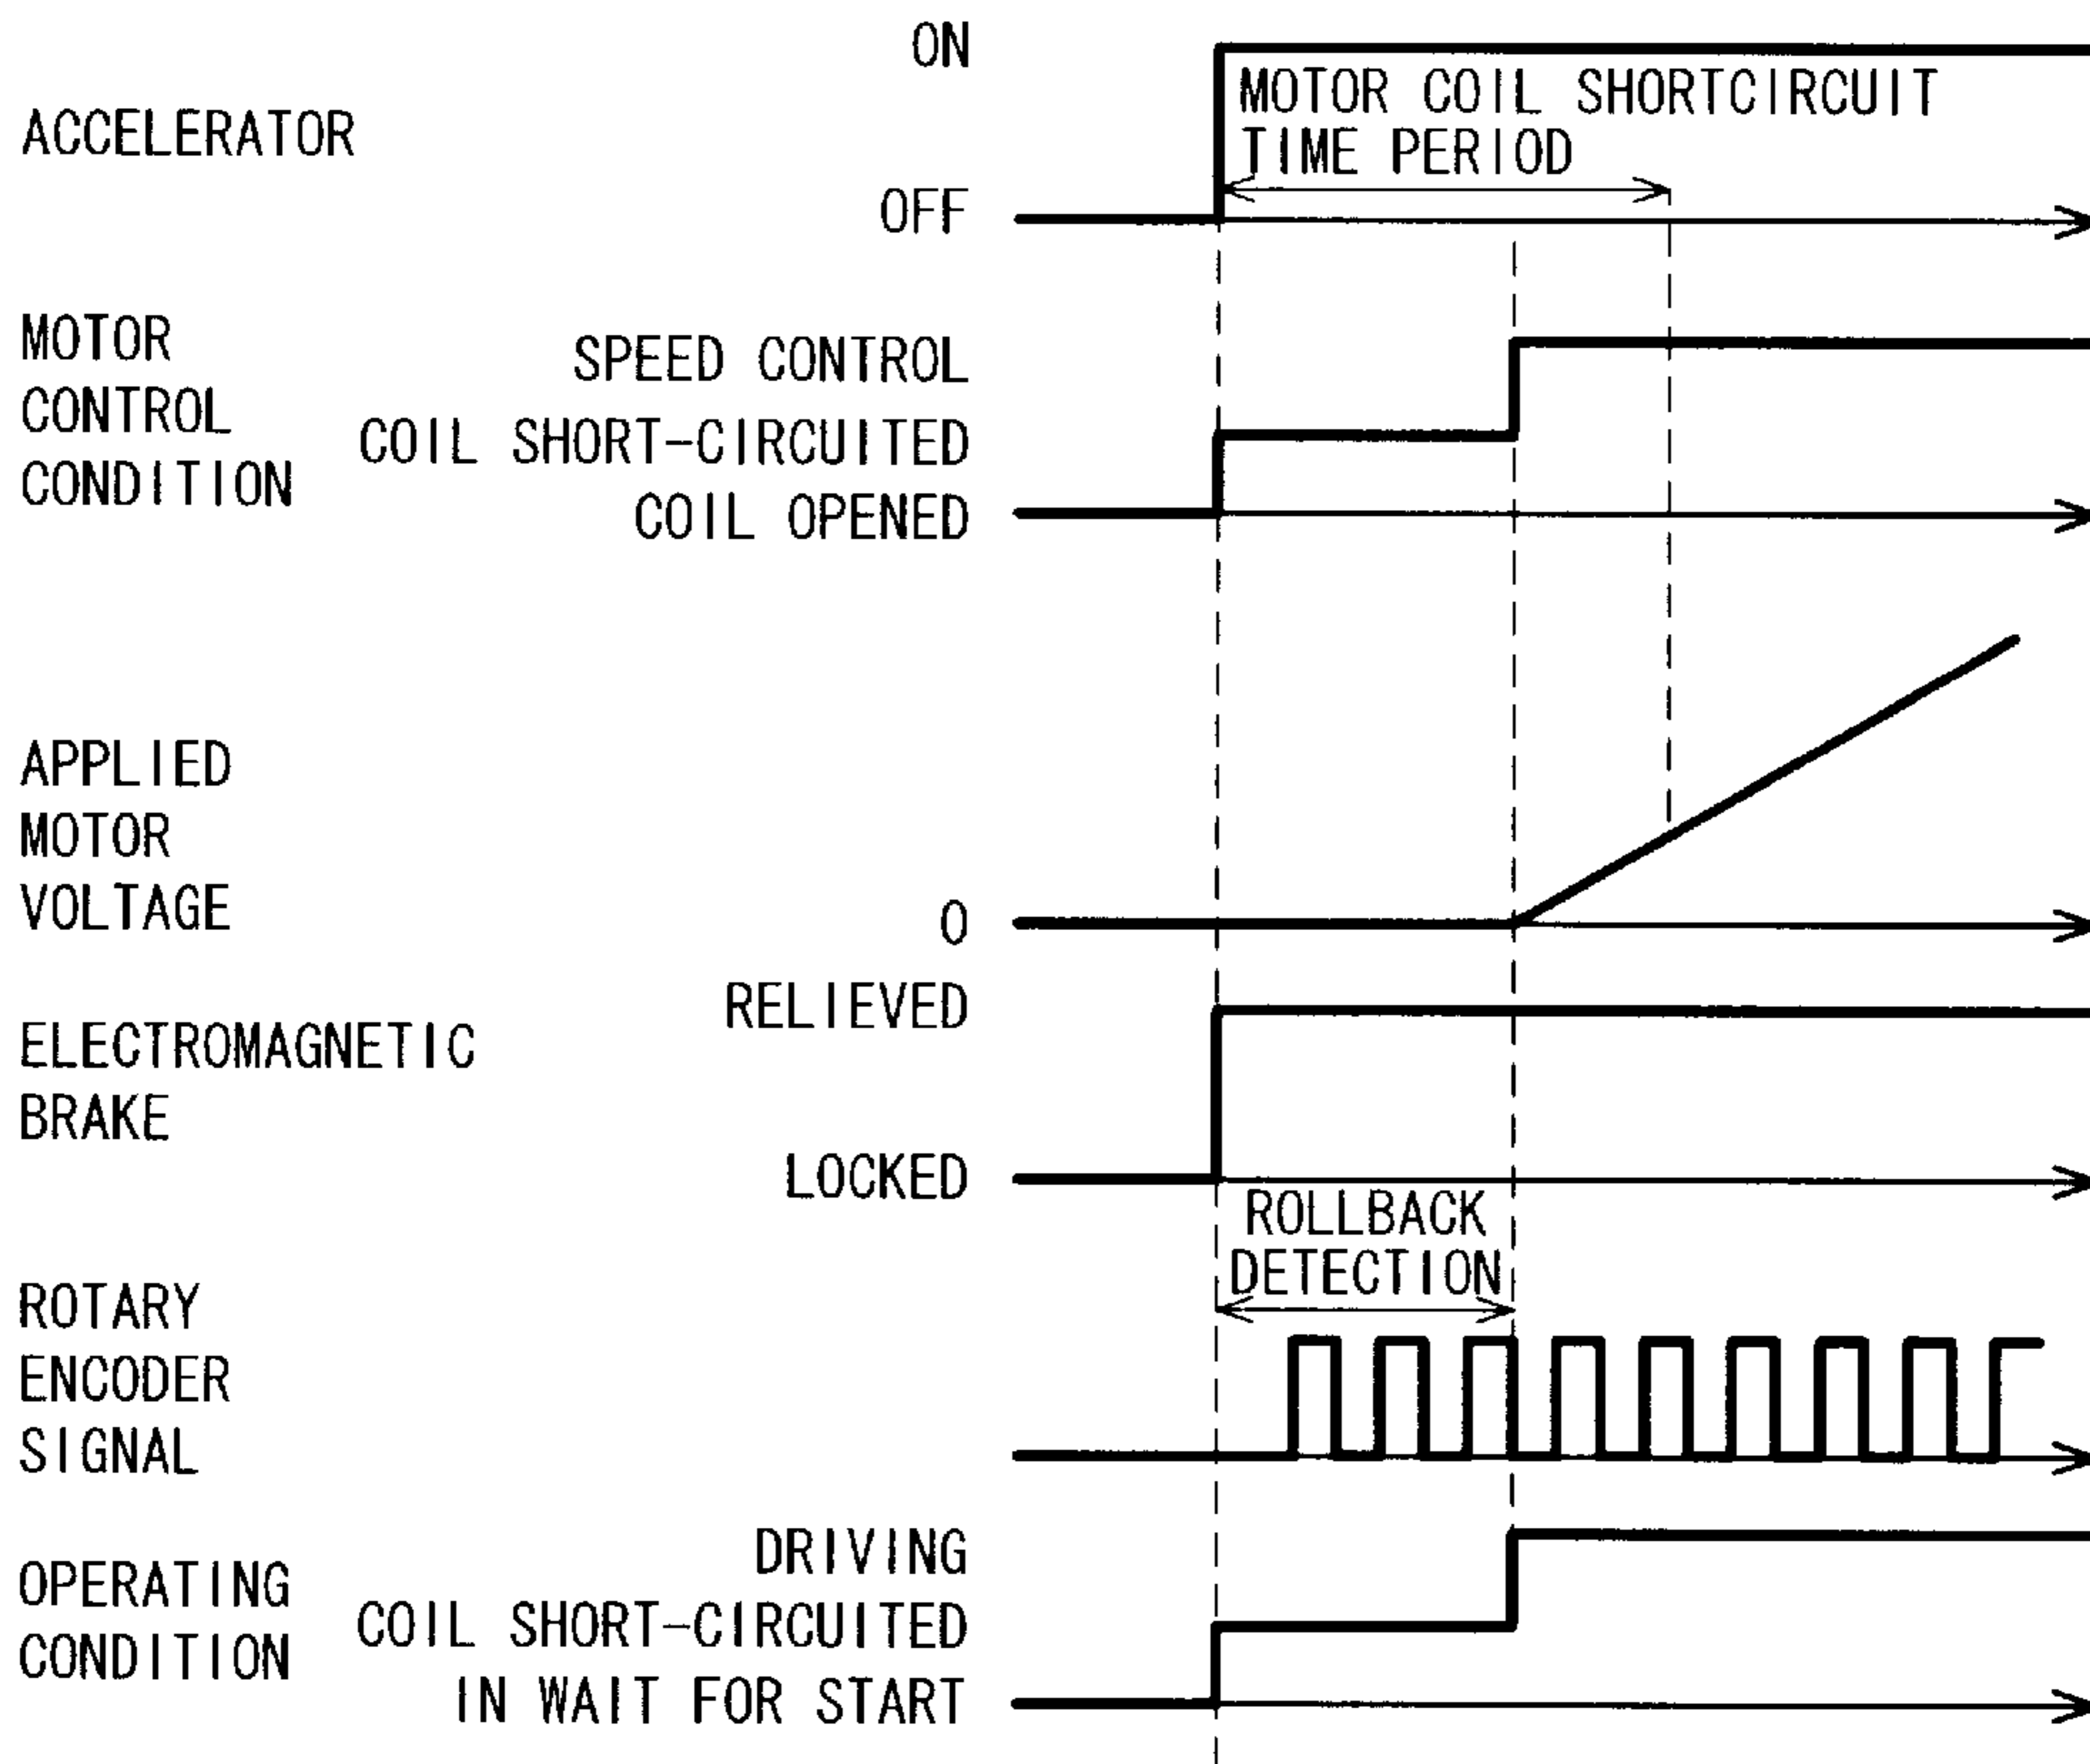 ON
ACCELERATOR
MOTOR COIL SHORTCIRCUIT
TIME PERIOD
OFF
MOTOR
CONTROL
CONDITION
SPEED CONTROL
COIL SHORT-CIRCUITED
COIL OPENED
APPLIED
MOTOR
VOLTAGE
0
ELECTROMAGNETIC
BRAKE
RELIEVED
LOCKED
ROLLBACK
DETECTION
ROTARY
ENCODER
SIGNAL
OPERATING
CONDITION
DRIVING
COIL SHORT-CIRCUITED
IN WAIT FOR START